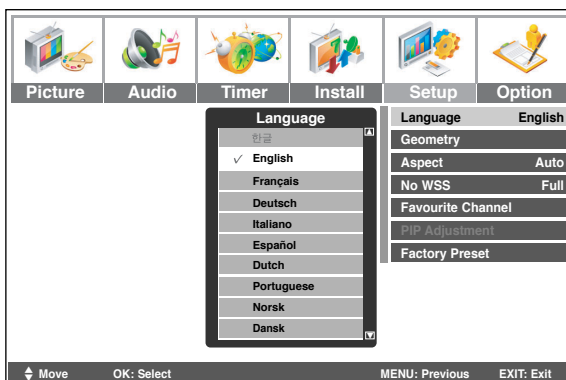 Picture Audio Timer Install Setup Option
Language
한글
✓ English
Français
Deutsch
Italiano
Español
Dutch
Portuguese
Norsk
Dansk
Language English
Geometry
Aspect Auto
No WSS Full
Favourite Channel
PIP Adjustment
Factory Preset
Move OK: Select MENU: Previous EXIT: Exit